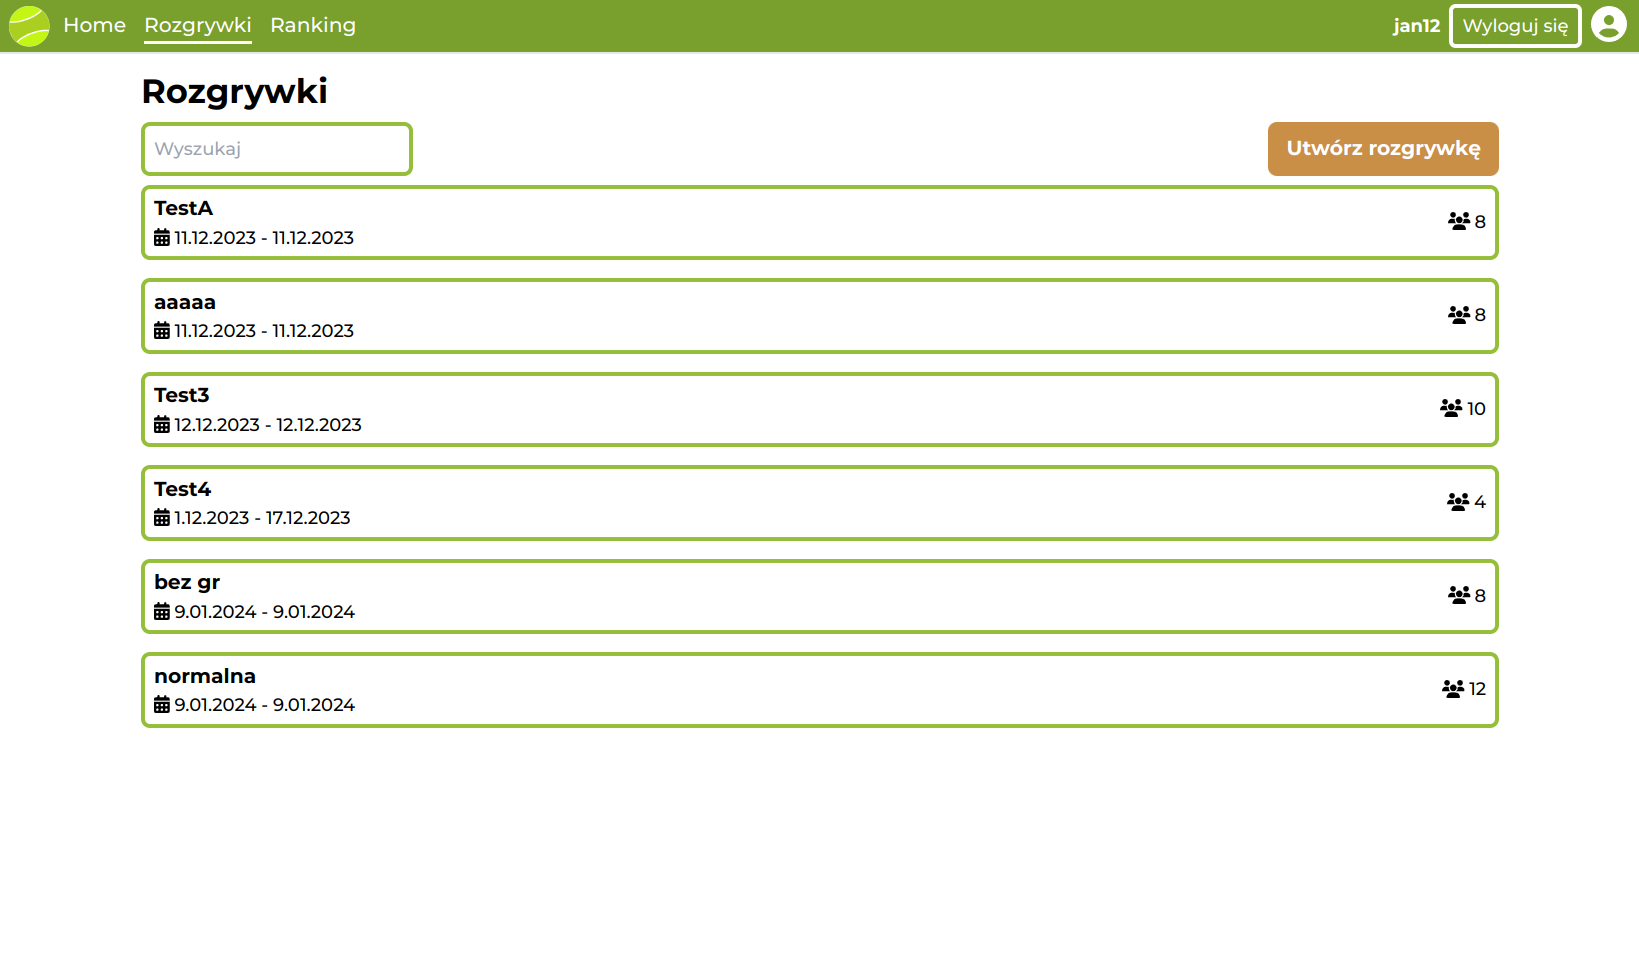 Home Rozgrywki Ranking jan12 Wyloguj się
Rozgrywki
Wyszukaj Utwórz rozgrywkę
TestA
8
11.12.2023 - 11.12.2023
aaaaa
8
11.12.2023 - 11.12.2023
Test3
10
12.12.2023 - 12.12.2023
Test4
4
1.12.2023 - 17.12.2023
bez gr
8
9.01.2024 - 9.01.2024
normalna
12
9.01.2024 - 9.01.2024